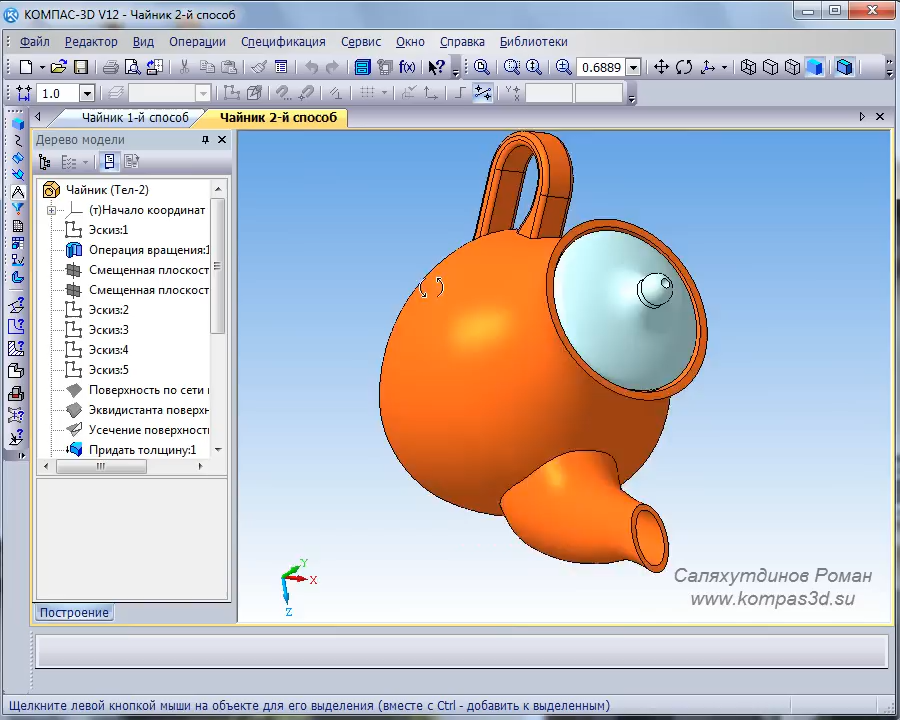 КОМПАС-3D V12 - Чайник 2-й способ
Файл Редактор Вид Операции Спецификация Сервис Окно Справка Библиотеки
f(x) 0.6889
1.0
Чайник 1-й способ Чайник 2-й способ
Дерево модели
Чайник (Тел-2)
(т)Начало координат
Эскиз:1
Операция вращения:1
Смещенная плоскост
Смещенная плоскост
Эскиз:2
Эскиз:3
Эскиз:4
Эскиз:5
Поверхность по сети
Эквидистанта поверхн
Усечение поверхност
Придать толщину:1
Построение
Y
X
Z
Саляхутдинов Роман
www.kompas3d.su
Щелкните левой кнопкой мыши на объекте для его выделения (вместе с Ctrl - добавить к выделенным)